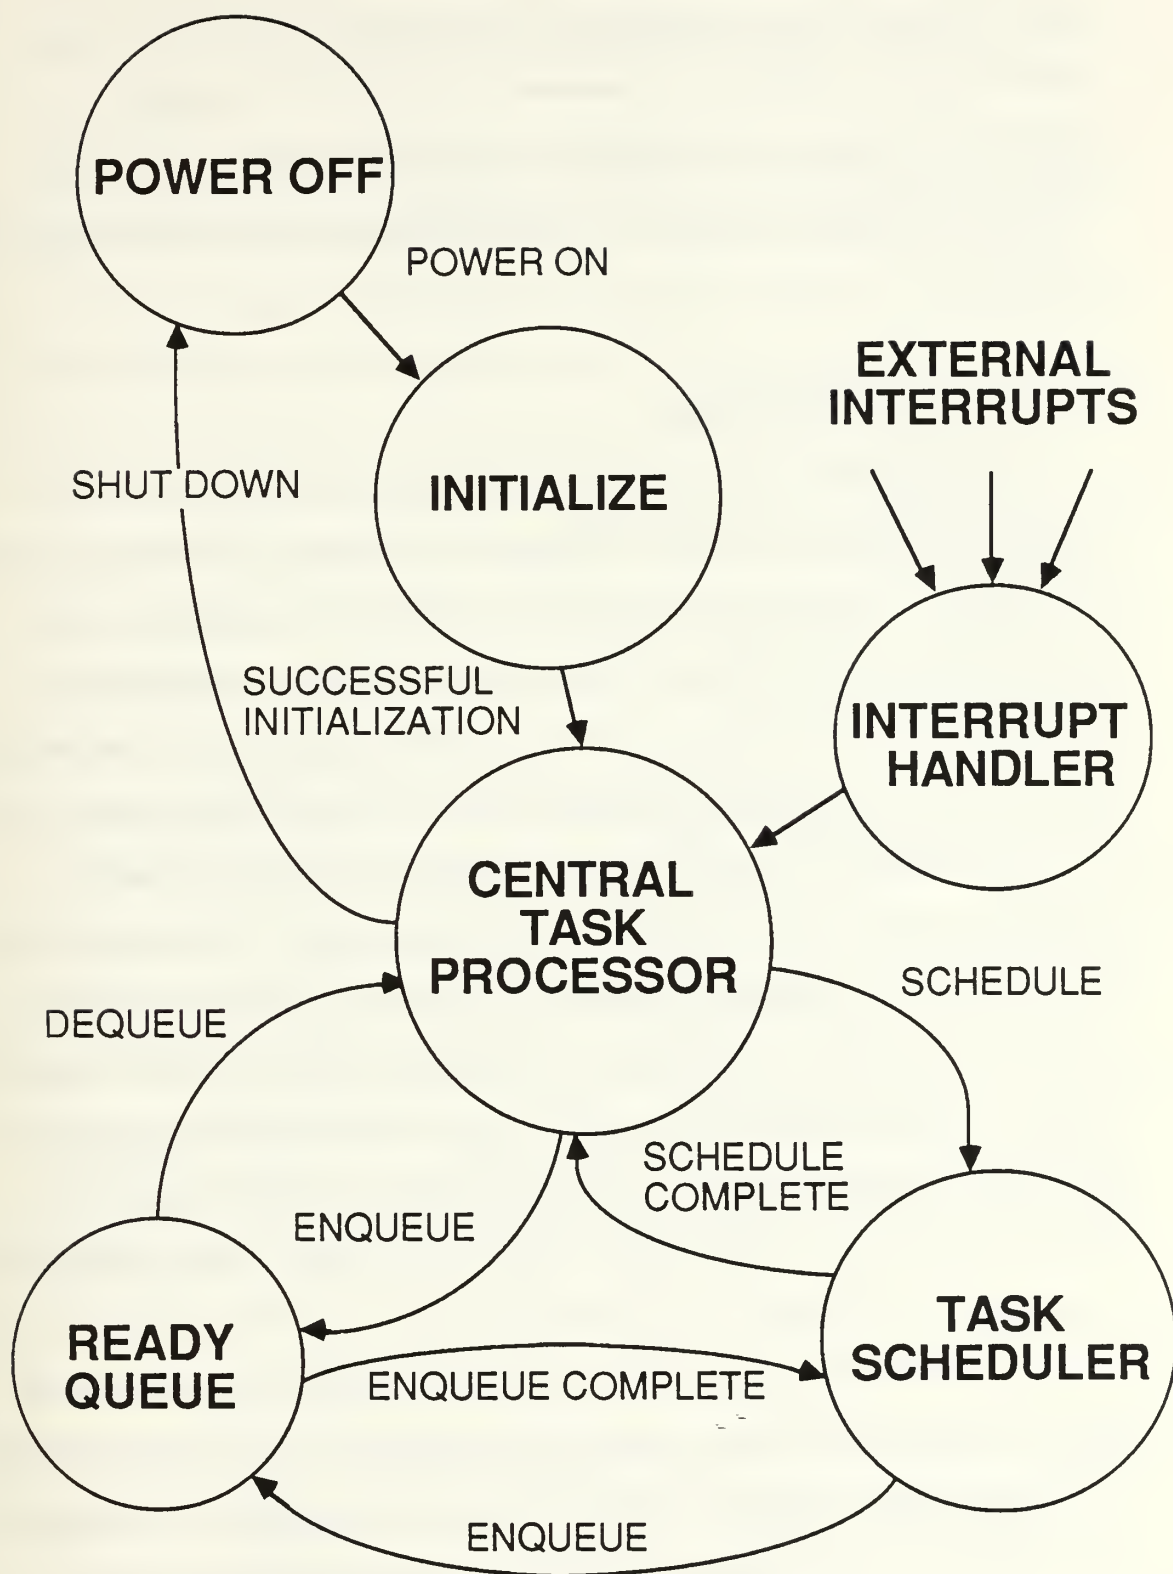 POWER OFF
POWER ON
EXTERNAL
INTERRUPTS
SHUT DOWN
INITIALIZE
SUCCESSFUL
INITIALIZATION
INTERRUPT
HANDLER
CENTRAL
TASK
PROCESSOR
SCHEDULE
DEQUEUE
SCHEDULE
COMPLETE
ENQUEUE
READY
QUEUE
TASK
SCHEDULER
ENQUEUE COMPLETE
ENQUEUE